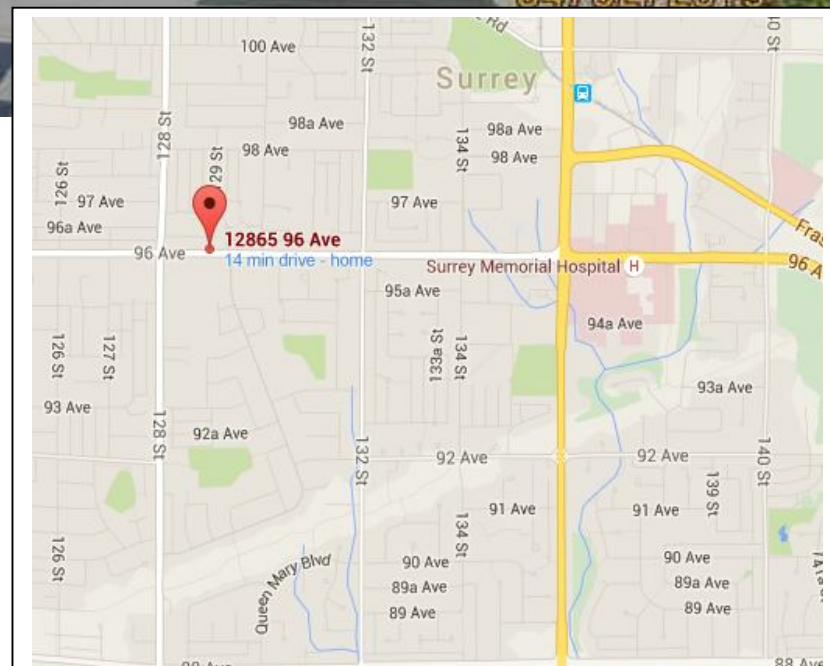 100 Ave
132 St
Surrey
128 St
98a Ave
129 St
98 Ave
134 St
98a Ave
98 Ave
126 St
97 Ave
97 Ave
96a Ave
12865 96 Ave
96 Ave
14 min drive - home
Surrey Memorial Hospital H
96 A
Fras
95a Ave
94a Ave
126 St
127 St
133a St
134 St
93a Ave
93 Ave
128 St
92a Ave
132 St
92 Ave
92 Ave
140 St
139 St
91 Ave
91 Ave
134 St
126 St
Queen Mary Blvd
90 Ave
90 Ave
89a Ave
89a Ave
89 Ave
89 Ave
88 Ave